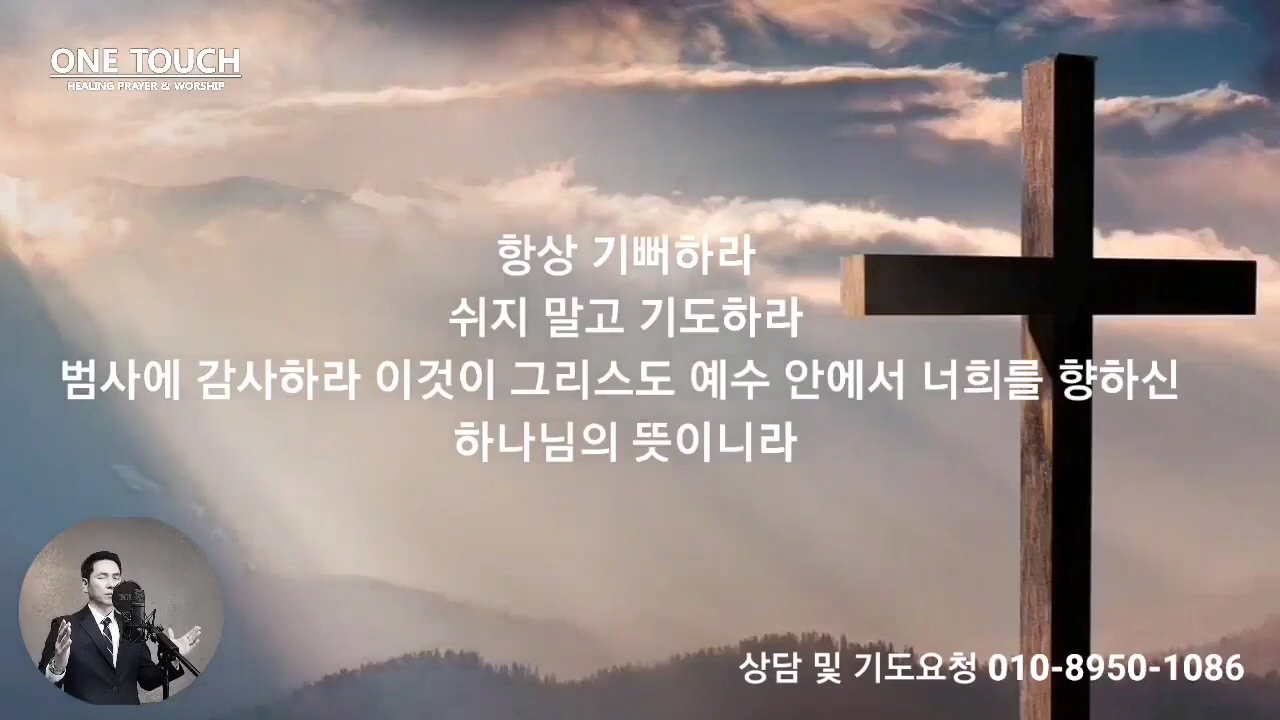 ONE TOUCH
HEALING PRAYER & WORSHIP
항상 기뻐하라
쉬지 말고 기도하라
범사에 감사하라 이것이 그리스도 예수 안에서 너희를 향하신
하나님의 뜻이니라
상담 및 기도요청 010-8950-1086